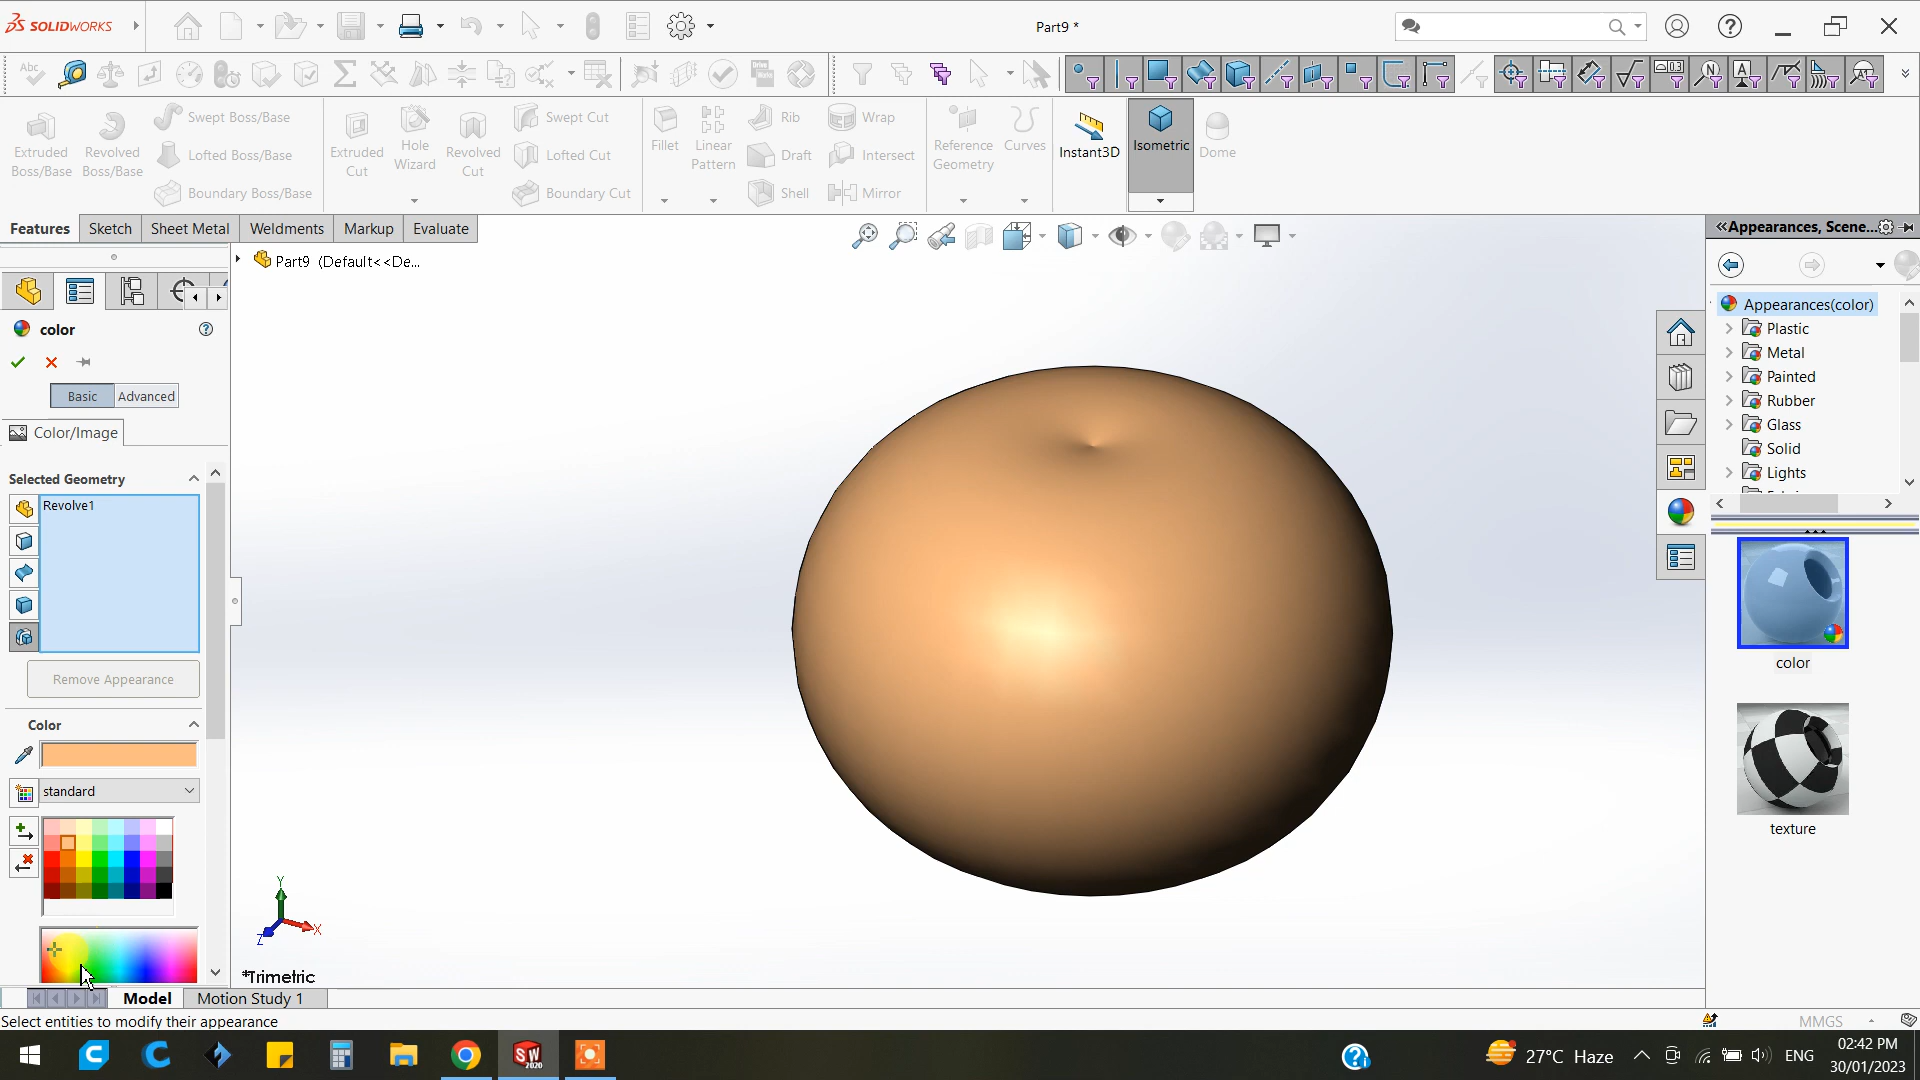 SOLIDWORKS
Part9 *
Abc
Extruded Boss/Base
Revolved Boss/Base
Swept Boss/Base
Lofted Boss/Base
Boundary Boss/Base
Extruded Cut
Hole Wizard
Revolved Cut
Swept Cut
Lofted Cut
Boundary Cut
Fillet
Linear Pattern
Rib
Draft
Shell
Wrap
Intersect
Mirror
Reference Geometry
Curves
Instant3D
Isometric
Dome
Features
Sketch
Sheet Metal
Weldments
Markup
Evaluate
Part9 (Default<<De...
color
Basic
Advanced
Color/Image
Selected Geometry
Revolve1
Remove Appearance
Color
standard
Y
X
Z
*Trimetric
Model
Motion Study 1
Select entities to modify their appearance
MMGS
Appearances, Scene...
Appearances(color)
Plastic
Metal
Painted
Rubber
Glass
Solid
Lights
color
texture
SW
2020
27°C Haze
ENG
02:42 PM
30/01/2023